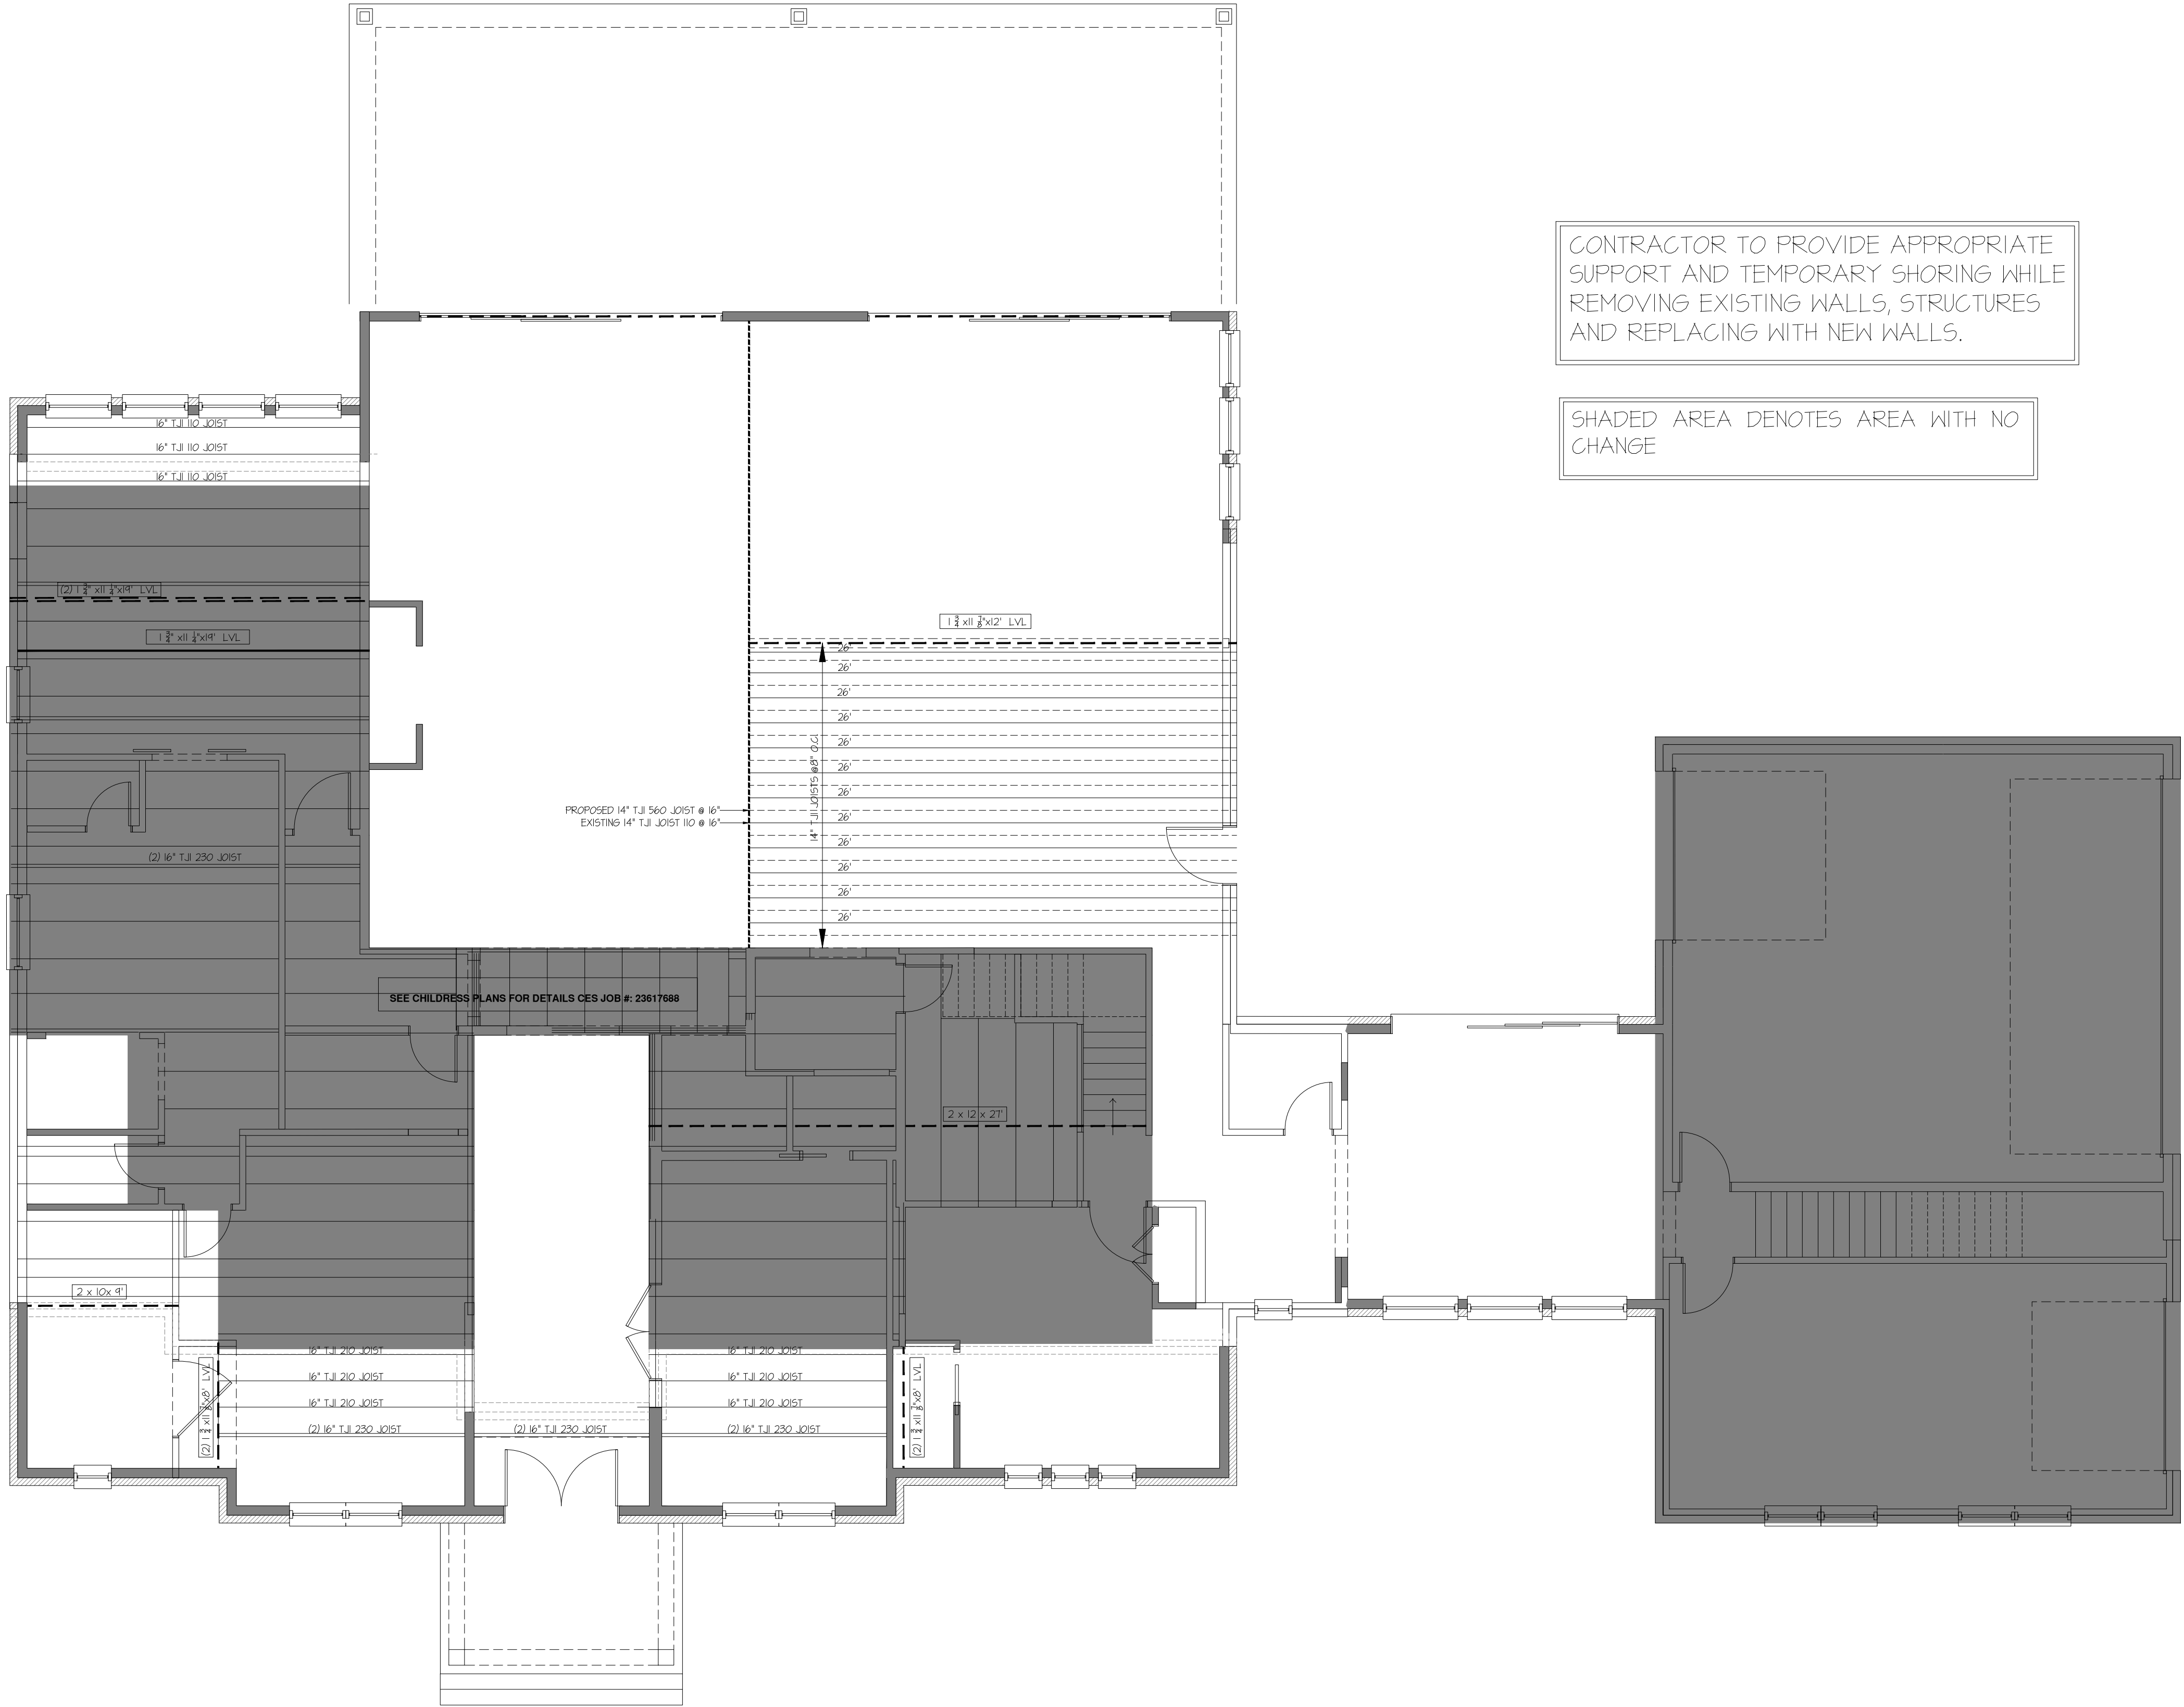 CONTRACTOR TO PROVIDE APPROPRIATE
SUPPORT AND TEMPORARY SHORING WHILE
REMOVING EXISTING WALLS, STRUCTURES
AND REPLACING WITH NEW WALLS.
SHADED AREA DENOTES AREA WITH NO
CHANGE
16" TJI 110 JOIST
16" TJI 110 JOIST
16" TJI 110 JOIST
(2) 1 3/4" x11 1/4"x19' LVL
1 3/4" x11 1/4"x19' LVL
1 3/4 x11 7/8"x12' LVL
26'
26'
26'
26'
26'
26'
26'
26'
26'
26'
26'
26'
14" TJI JOISTS @8" O.C.
PROPOSED 14" TJI 560 JOIST @ 16"
EXISTING 14" TJI JOIST 110 @ 16"
(2) 16" TJI 230 JOIST
SEE CHILDRESS PLANS FOR DETAILS CES JOB #: 23617688
2 x 12 x 27'
2 x 10x 9'
(2) 1 3/4 x11 7/8"x8' LVL
16" TJI 210 JOIST
16" TJI 210 JOIST
16" TJI 210 JOIST
(2) 16" TJI 230 JOIST
(2) 16" TJI 230 JOIST
16" TJI 210 JOIST
16" TJI 210 JOIST
16" TJI 210 JOIST
(2) 16" TJI 230 JOIST
(2) 1 3/4 x11 7/8"x8' LVL